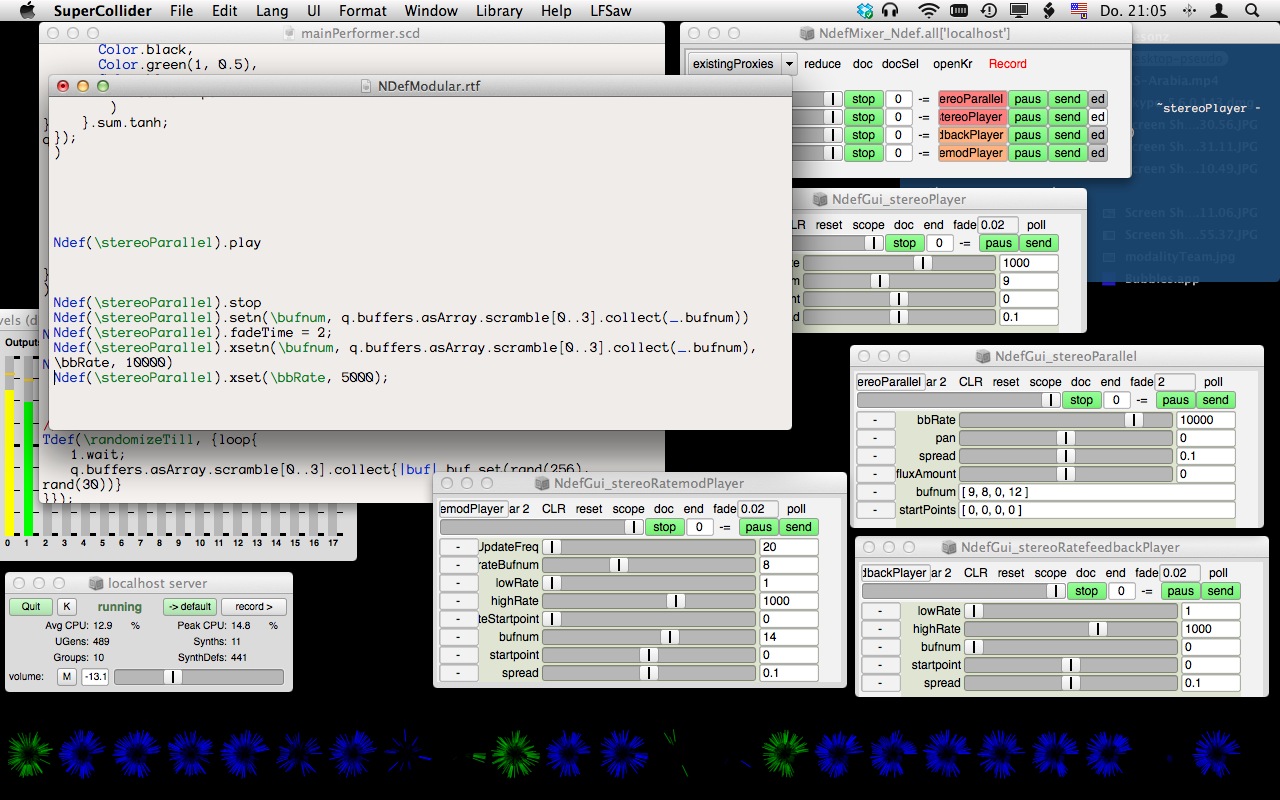 SuperCollider File Edit Lang UI Format Window Library Help LFSaw Do. 21:05
mainPerformer.scd
Color.black,
Color.green(1, 0.5),
NDefModular.rtf
)
}.sum.tanh;
});
)
Ndef(\stereoParallel).play
Ndef(\stereoParallel).stop
Ndef(\stereoParallel).setn(\bufnum, q.buffers.asArray.scramble[0..3].collect(_.bufnum))
Ndef(\stereoParallel).fadeTime = 2;
Ndef(\stereoParallel).xsetn(\bufnum, q.buffers.asArray.scramble[0..3].collect(_.bufnum),
\bbRate, 10000)
Ndef(\stereoParallel).xset(\bbRate, 5000);
Tdef(\randomizeTill, {loop{
1.wait;
q.buffers.asArray.scramble[0..3].collect{|buf| buf.set(rand(256),
rand(30))}
}});
NdefMixer_Ndef.all['localhost']
existingProxies reduce doc docSel openKr Record
stop 0 -= ereoParallel paus send ed
stop 0 -= tereoPlayer paus send ed
stop 0 -= dbackPlayer paus send ed
stop 0 -= emodPlayer paus send ed
~stereoPlayer -
5-Arabia.mp4
Screen Sh...30.56.JPG
Screen Sh...31.11.JPG
Screen Sh...11.06.JPG
Screen Sh...55.37.JPG
modalityTeam.jpg
Bubbles.app
NdefGui_stereoPlayer
LR reset scope doc end fade 0.02 poll
stop 0 -= paus send
te 1000
m 9
nt 0
d 0.1
NdefGui_stereoParallel
ereoParallel ar 2 CLR reset scope doc end fade 2 poll
stop 0 -= paus send
- bbRate 10000
- pan 0
- spread 0.1
- fluxAmount 0
- bufnum [ 9, 8, 0, 12 ]
- startPoints [ 0, 0, 0, 0 ]
NdefGui_stereoRatemodPlayer
emodPlayer ar 2 CLR reset scope doc end fade 0.02 poll
stop 0 -= paus send
- UpdateFreq 20
- rateBufnum 8
- lowRate 1
- highRate 1000
- teStartpoint 0
- bufnum 14
- startpoint 0
- spread 0.1
NdefGui_stereoRatefeedbackPlayer
dbackPlayer ar 2 CLR reset scope doc end fade 0.02 poll
stop 0 -= paus send
- lowRate 1
- highRate 1000
- bufnum 0
- startpoint 0
- spread 0.1
vels (d
Outputs
0 1 2 3 4 5 6 7 8 9 10 11 12 13 14 15 16 17
localhost server
Quit K running -> default record >
Avg CPU: 12.9 % Peak CPU: 14.8 %
UGens: 489 Synths: 11
Groups: 10 SynthDefs: 441
volume: M -13.1